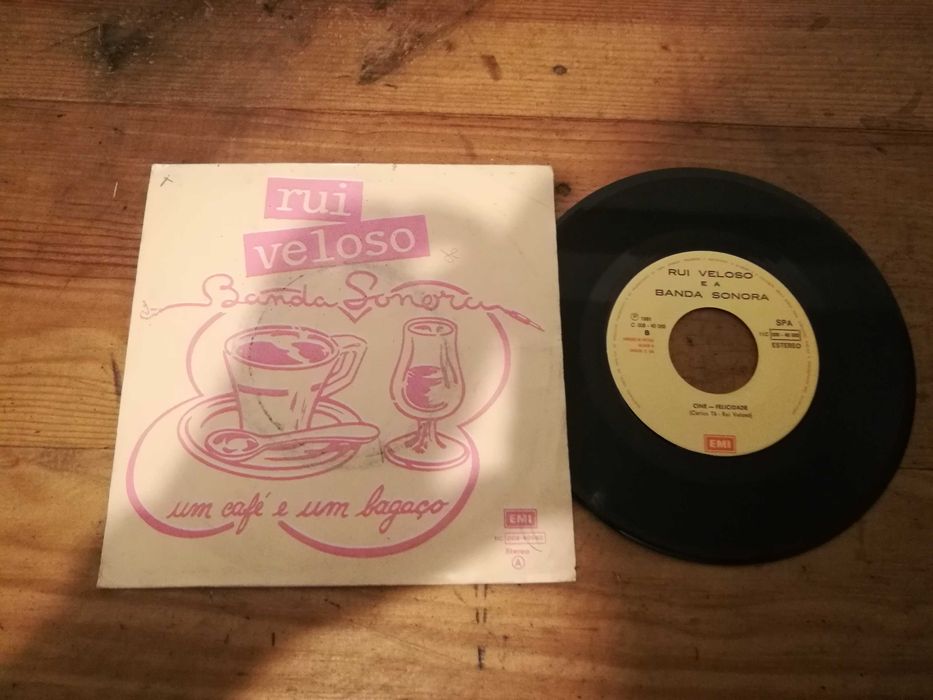 rui
veloso
Banda Sonora
um café e um bagaço
EMI
Stereo
A
RUI VELOSO
E A
BANDA SONORA
℗ 1981
B
SPA
11C
ESTEREO
CINE — FELICIDADE
(Carlos Tê - Rui Veloso)
EMI